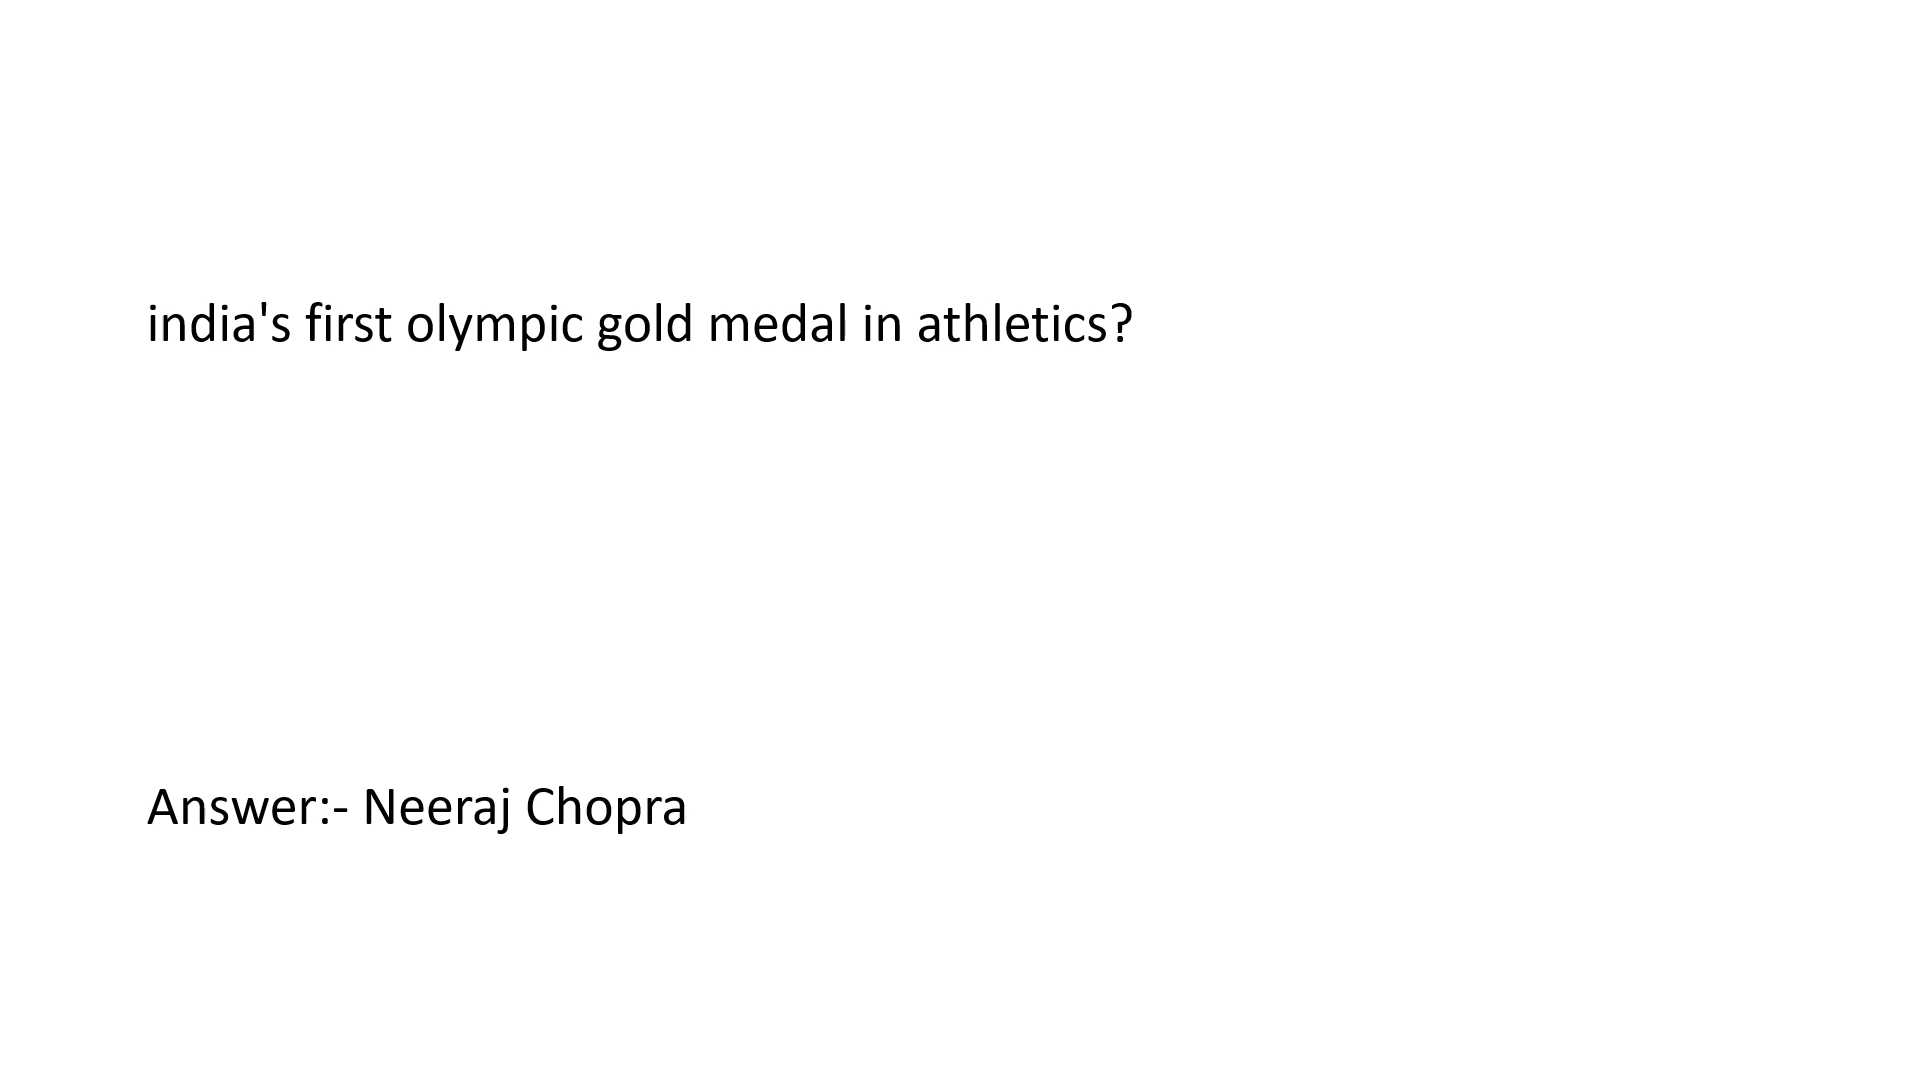 india's first olympic gold medal in athletics?
Answer:- Neeraj Chopra